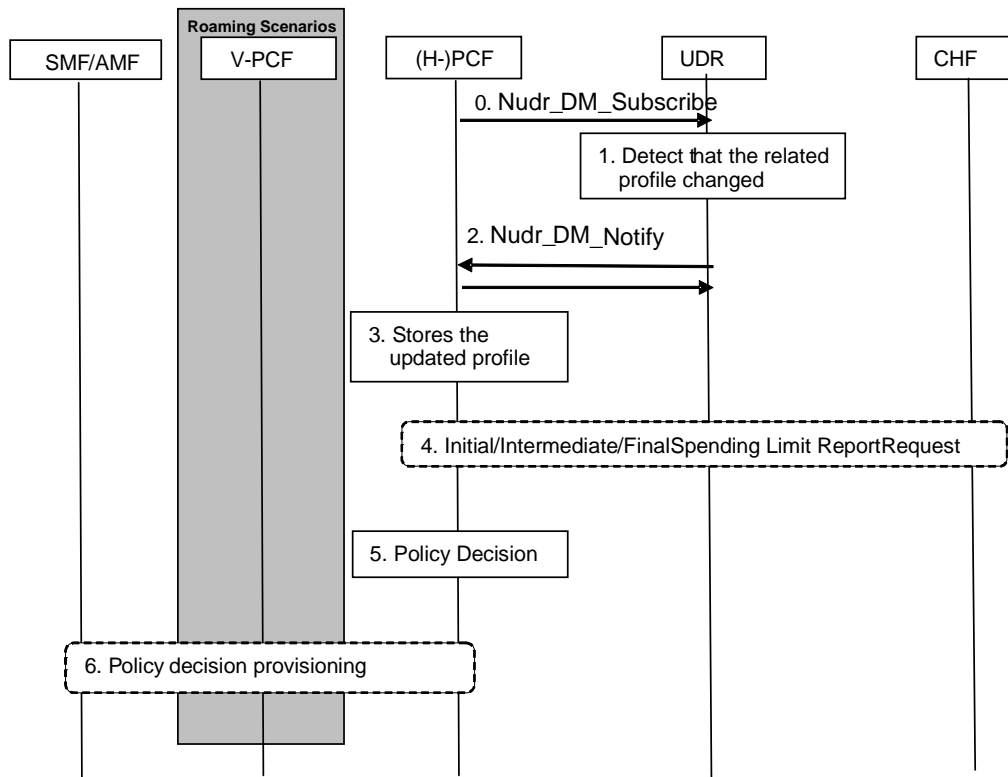 Roaming Scenarios
SMF/AMF
V-PCF
(H-)PCF
UDR
CHF
0. Nudr_DM_Subscribe
1. Detect that the related
profile changed
2. Nudr_DM_Notify
3. Stores the
updated profile
4. Initial/Intermediate/FinalSpending Limit ReportRequest
5. Policy Decision
6. Policy decision provisioning